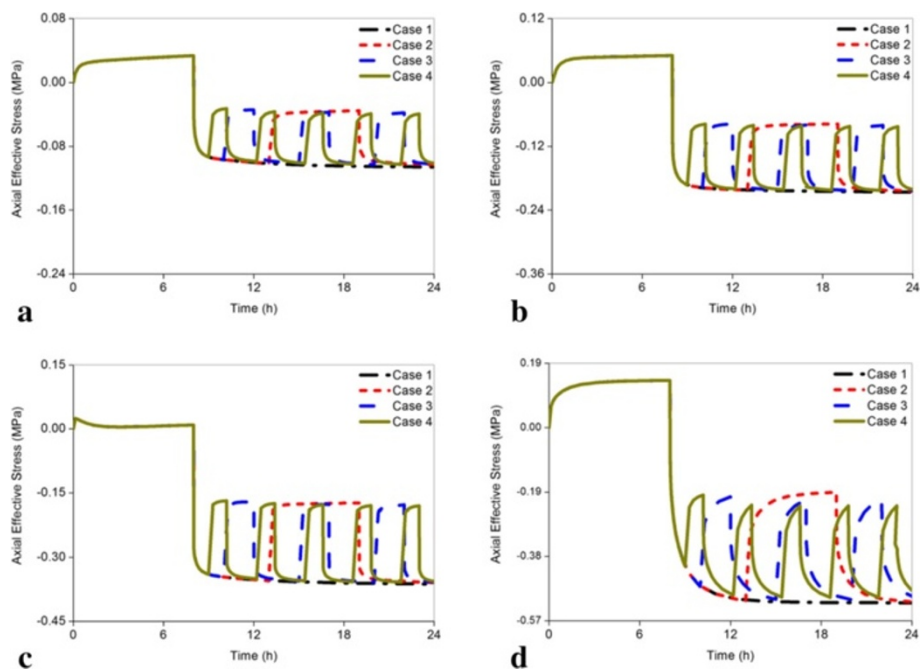 0.08
0.00
-0.08
-0.16
-0.24
Axial Effective Stress (MPa)
Case 1
Case 2
Case 3
Case 4
0
6
12
18
24
Time (h)
a
0.12
0.00
-0.12
-0.24
-0.36
Axial Effective Stress (MPa)
Case 1
Case 2
Case 3
Case 4
0
6
12
18
24
Time (h)
b
0.15
0.00
-0.15
-0.30
-0.45
Axial Effective Stress (MPa)
Case 1
Case 2
Case 3
Case 4
0
6
12
18
24
Time (h)
c
0.19
0.00
-0.19
-0.38
-0.57
Axial Effective Stress (MPa)
Case 1
Case 2
Case 3
Case 4
0
6
12
18
24
Time (h)
d